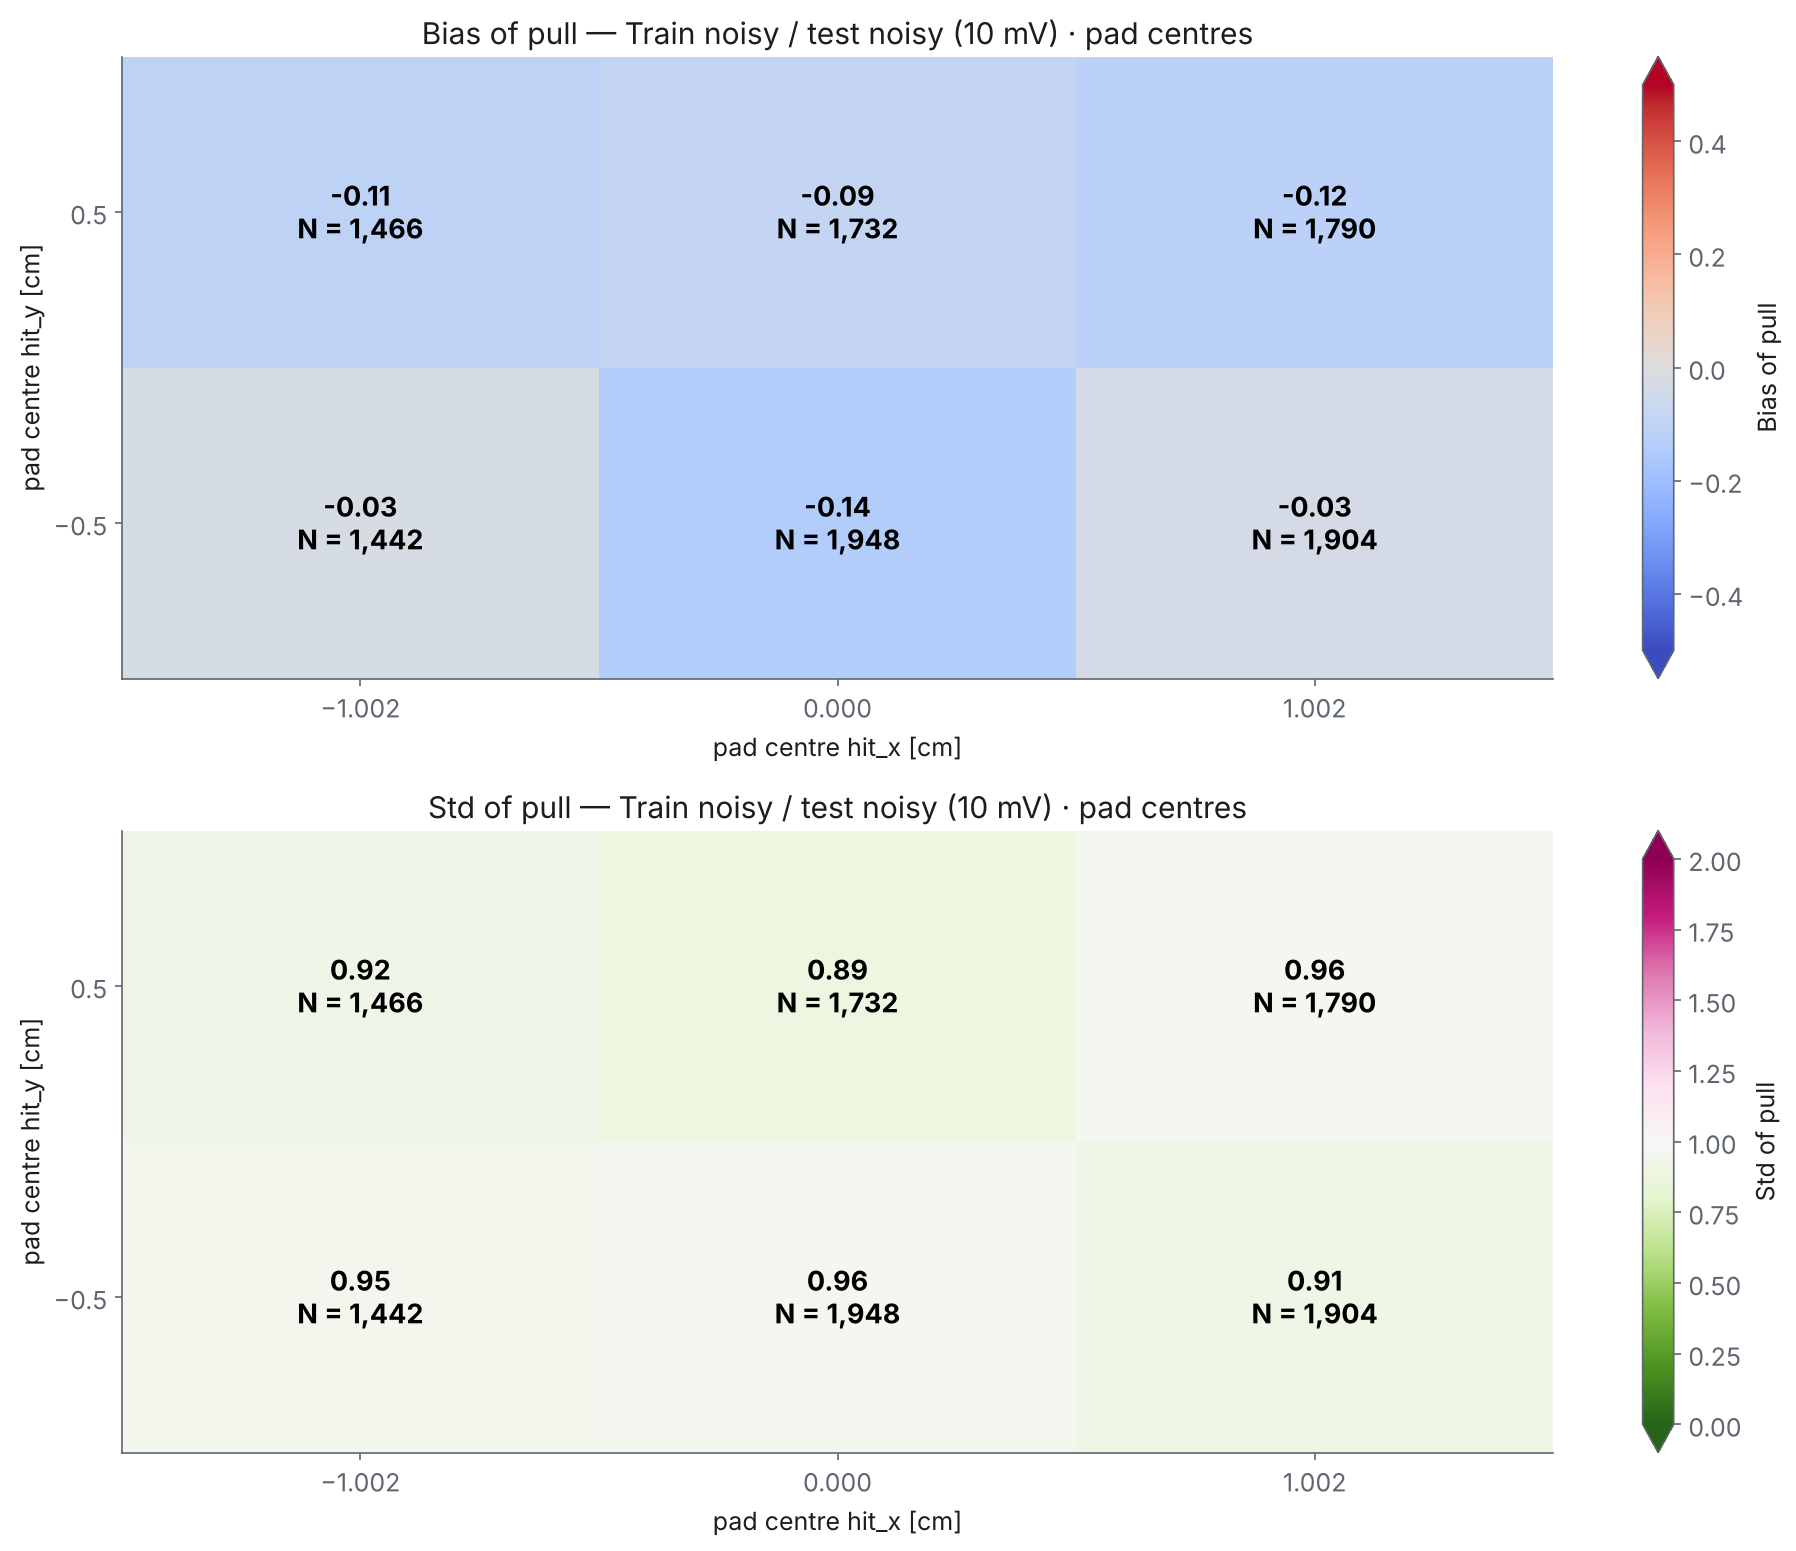 Bias of pull — Train noisy / test noisy (10 mV) · pad centres
pad centre hit_y [cm]
0.5
−0.5
-0.11
N = 1,466
-0.09
N = 1,732
-0.12
N = 1,790
-0.03
N = 1,442
-0.14
N = 1,948
-0.03
N = 1,904
−1.002
0.000
1.002
pad centre hit_x [cm]
0.4
0.2
0.0
−0.2
−0.4
Bias of pull
Std of pull — Train noisy / test noisy (10 mV) · pad centres
pad centre hit_y [cm]
0.5
−0.5
0.92
N = 1,466
0.89
N = 1,732
0.96
N = 1,790
0.95
N = 1,442
0.96
N = 1,948
0.91
N = 1,904
−1.002
0.000
1.002
pad centre hit_x [cm]
2.00
1.75
1.50
1.25
1.00
0.75
0.50
0.25
0.00
Std of pull